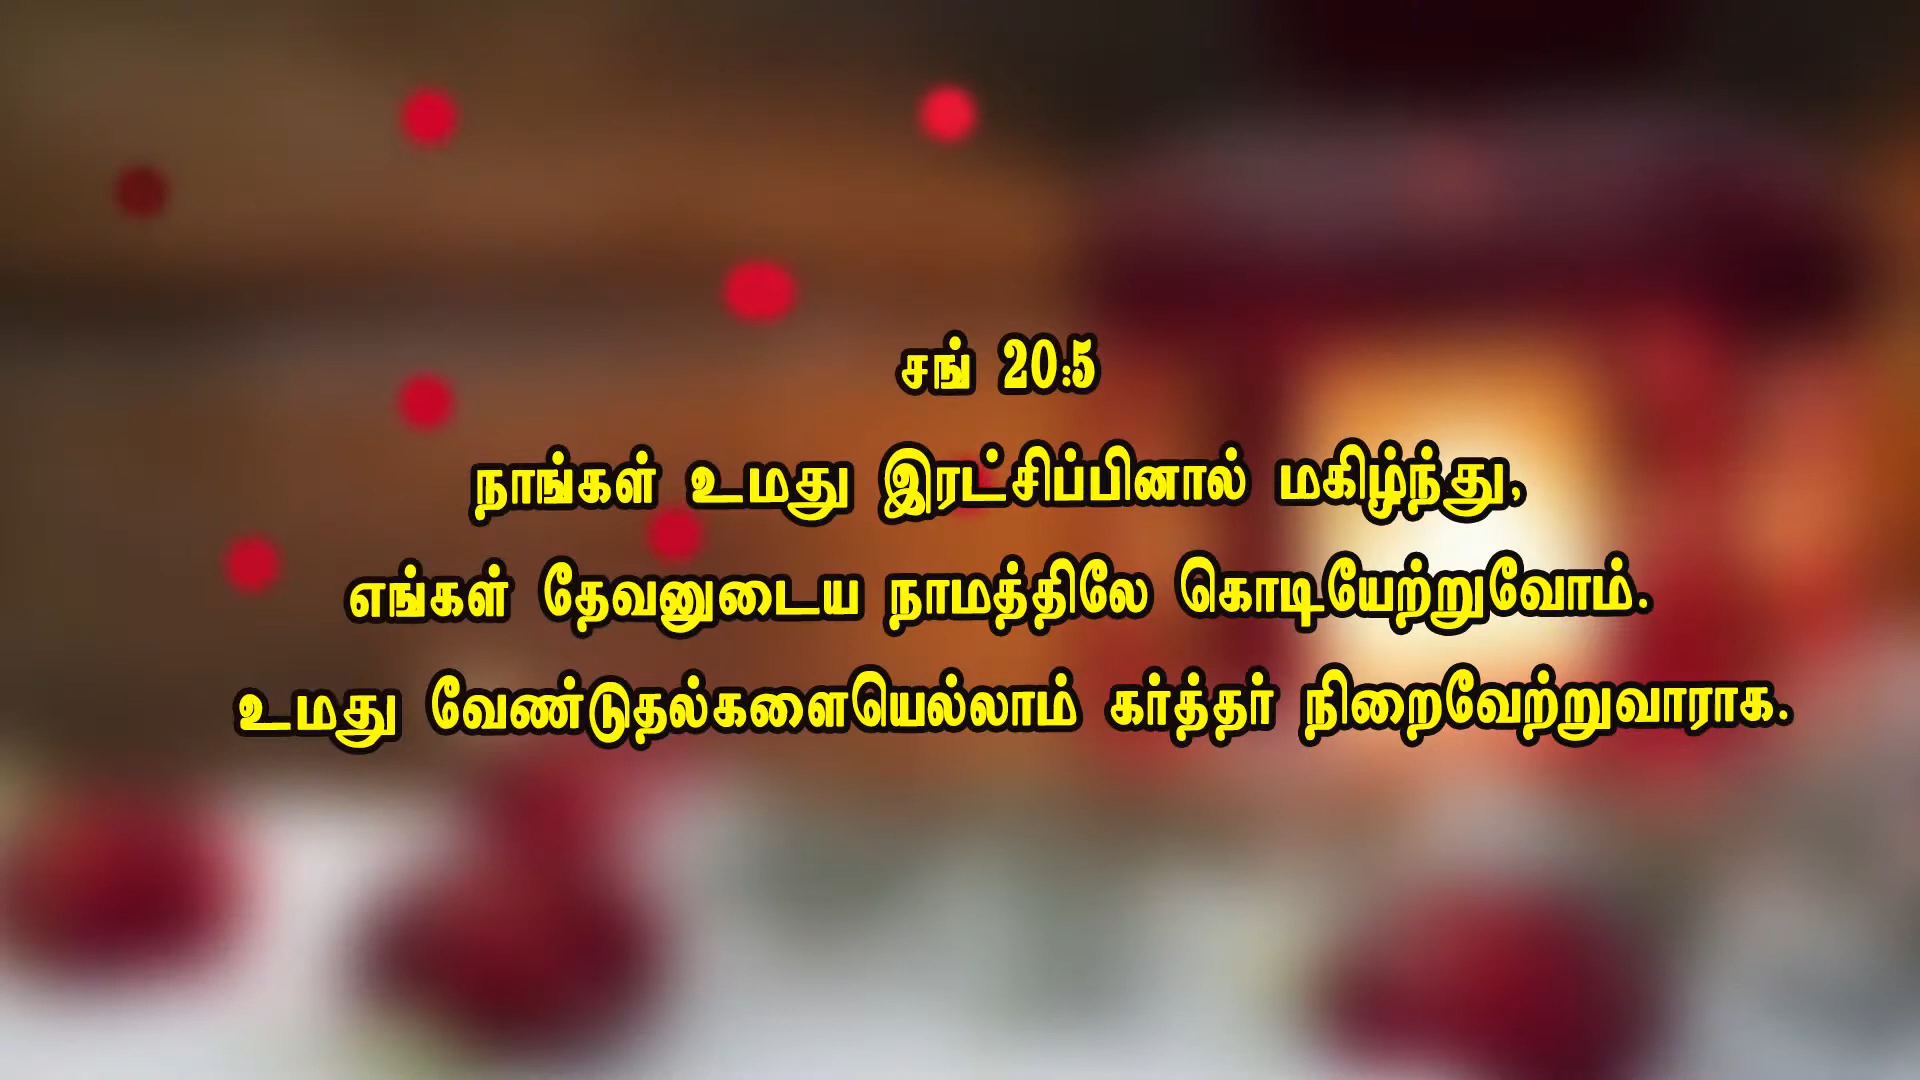 சங் 20:5
நாங்கள் உமது இரட்சிப்பினால் மகிழ்ந்து,
எங்கள் தேவனுடைய நாமத்திலே கொடியேற்றுவோம்.
உமது வேண்டுதல்களையெல்லாம் கர்த்தர் நிறைவேற்றுவாராக.